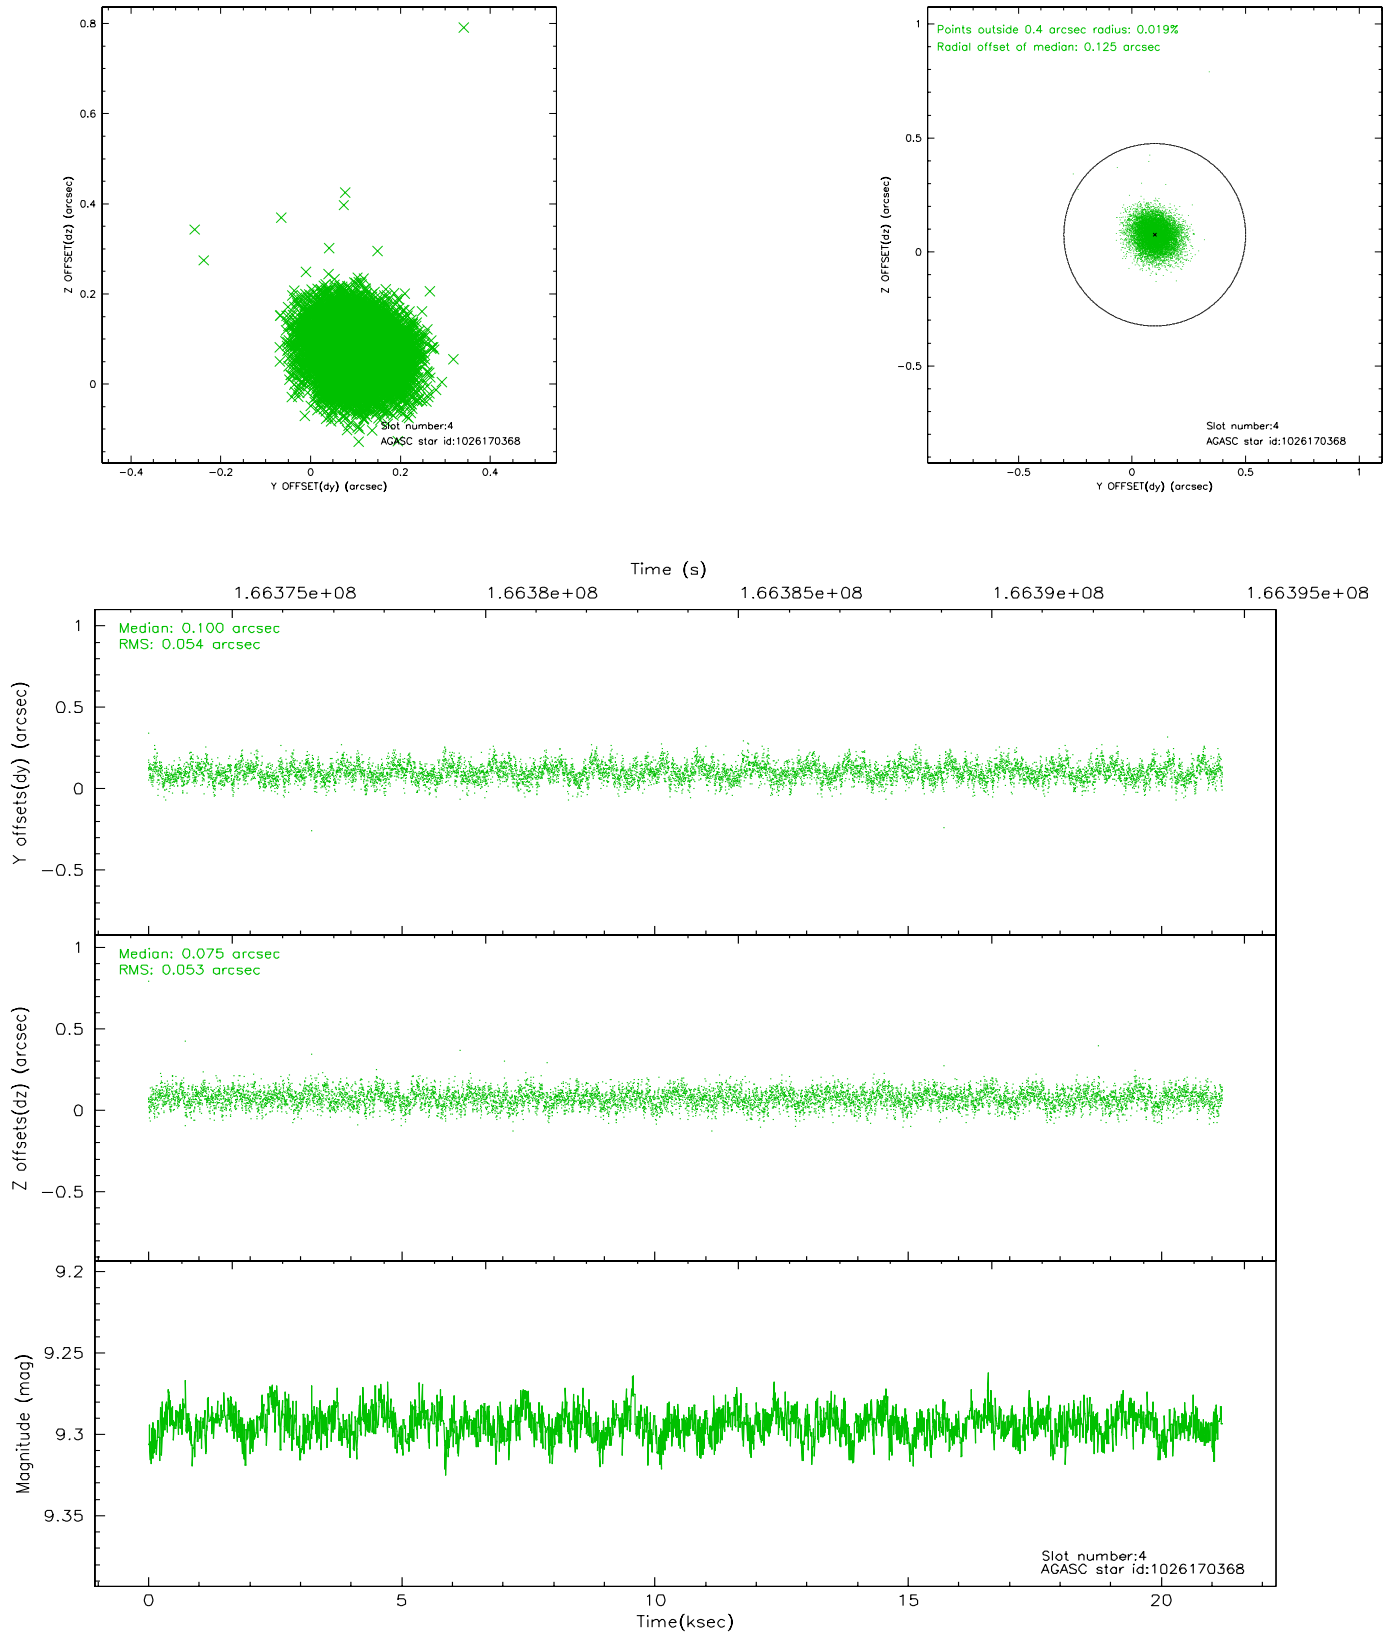 0.8
0.6
0.4
0.2
0
Z OFFSET(dz) (arcsec)
Slot number:4
AGASC star id:1026170368
−0.4 −0.2 0 0.2 0.4
Y OFFSET(dy) (arcsec)
Points outside 0.4 arcsec radius: 0.019%
Radial offset of median: 0.125 arcsec
1
0.5
0
−0.5
Z OFFSET(dz) (arcsec)
Slot number:4
AGASC star id:1026170368
−0.5 0 0.5 1
Y OFFSET(dy) (arcsec)
Time (s)
1.66375e+08 1.6638e+08 1.66385e+08 1.6639e+08 1.66395e+08
Median: 0.100 arcsec
RMS: 0.054 arcsec
1
0.5
0
−0.5
Y offsets(dy) (arcsec)
Median: 0.075 arcsec
RMS: 0.053 arcsec
1
0.5
0
−0.5
Z offsets(dz) (arcsec)
9.2
9.25
9.3
9.35
Magnitude (mag)
Slot number:4
AGASC star id:1026170368
0 5 10 15 20
Time(ksec)